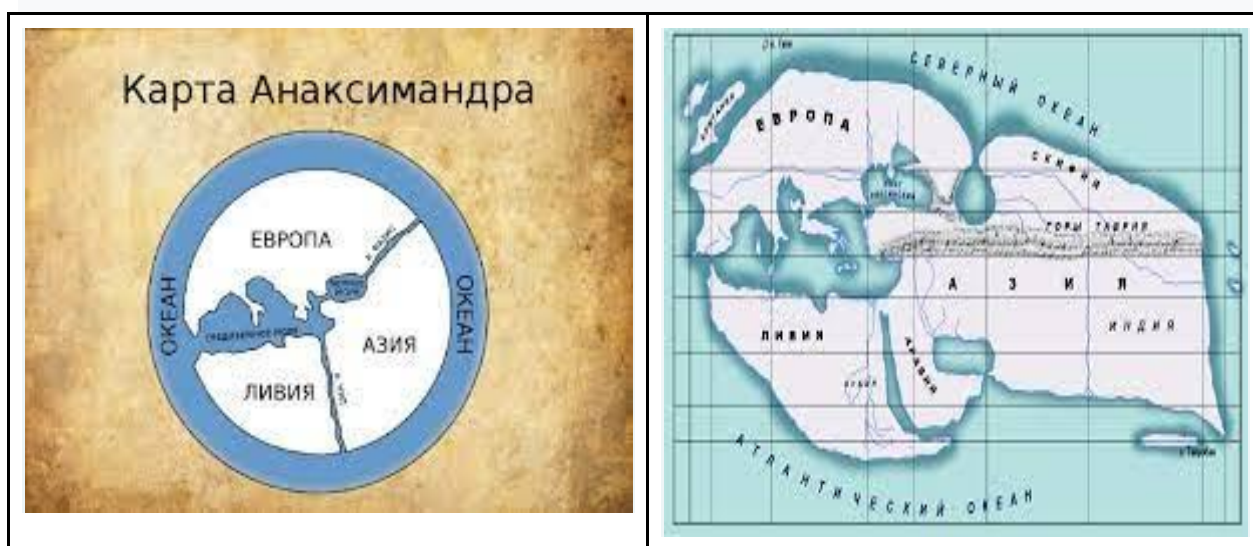 Карта Анаксимандра
ЕВРОПА
ОКЕАН
ОКЕАН
АЗИЯ
ЛИВИЯ
СЕВЕРНЫЙ ОКЕАН
ЕВРОПА
СКИФИЯ
ГОРЫ ТАВРИЯ
А З И Я
ИНДИЯ
ЛИВИЯ
АРАВИЯ
АТЛАНТИЧЕСКИЙ ОКЕАН